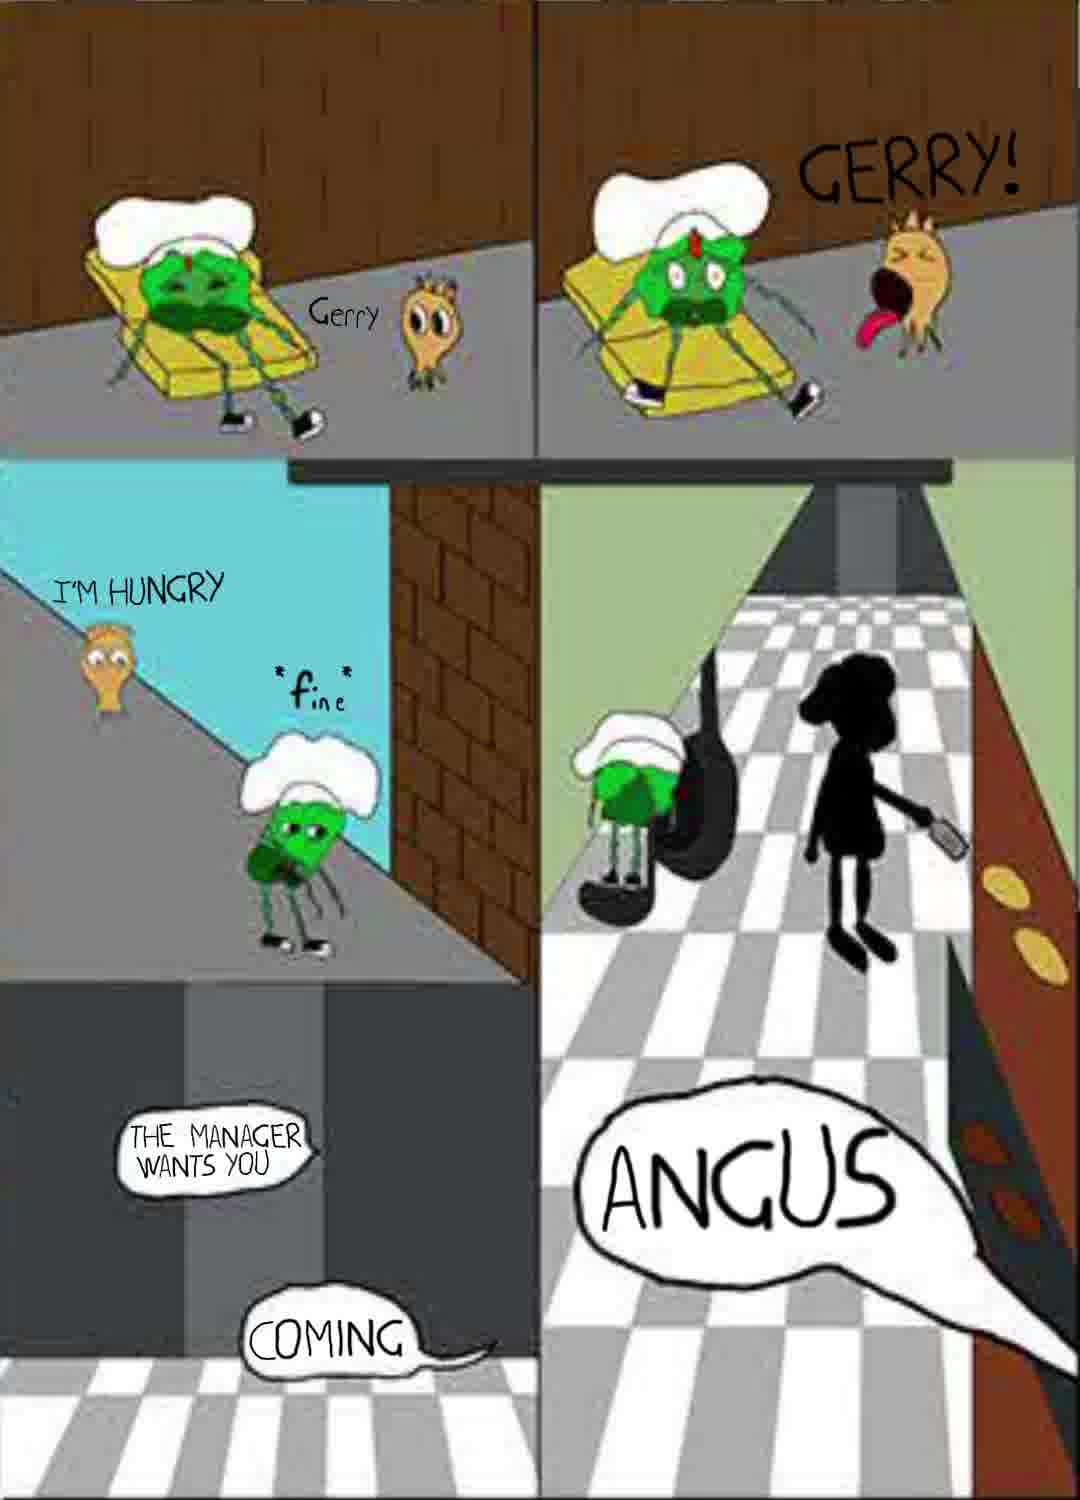 Gerry
GERRY!
I'M HUNGRY
*fine*
ANGUS
THE MANAGER
WANTS YOU
COMING